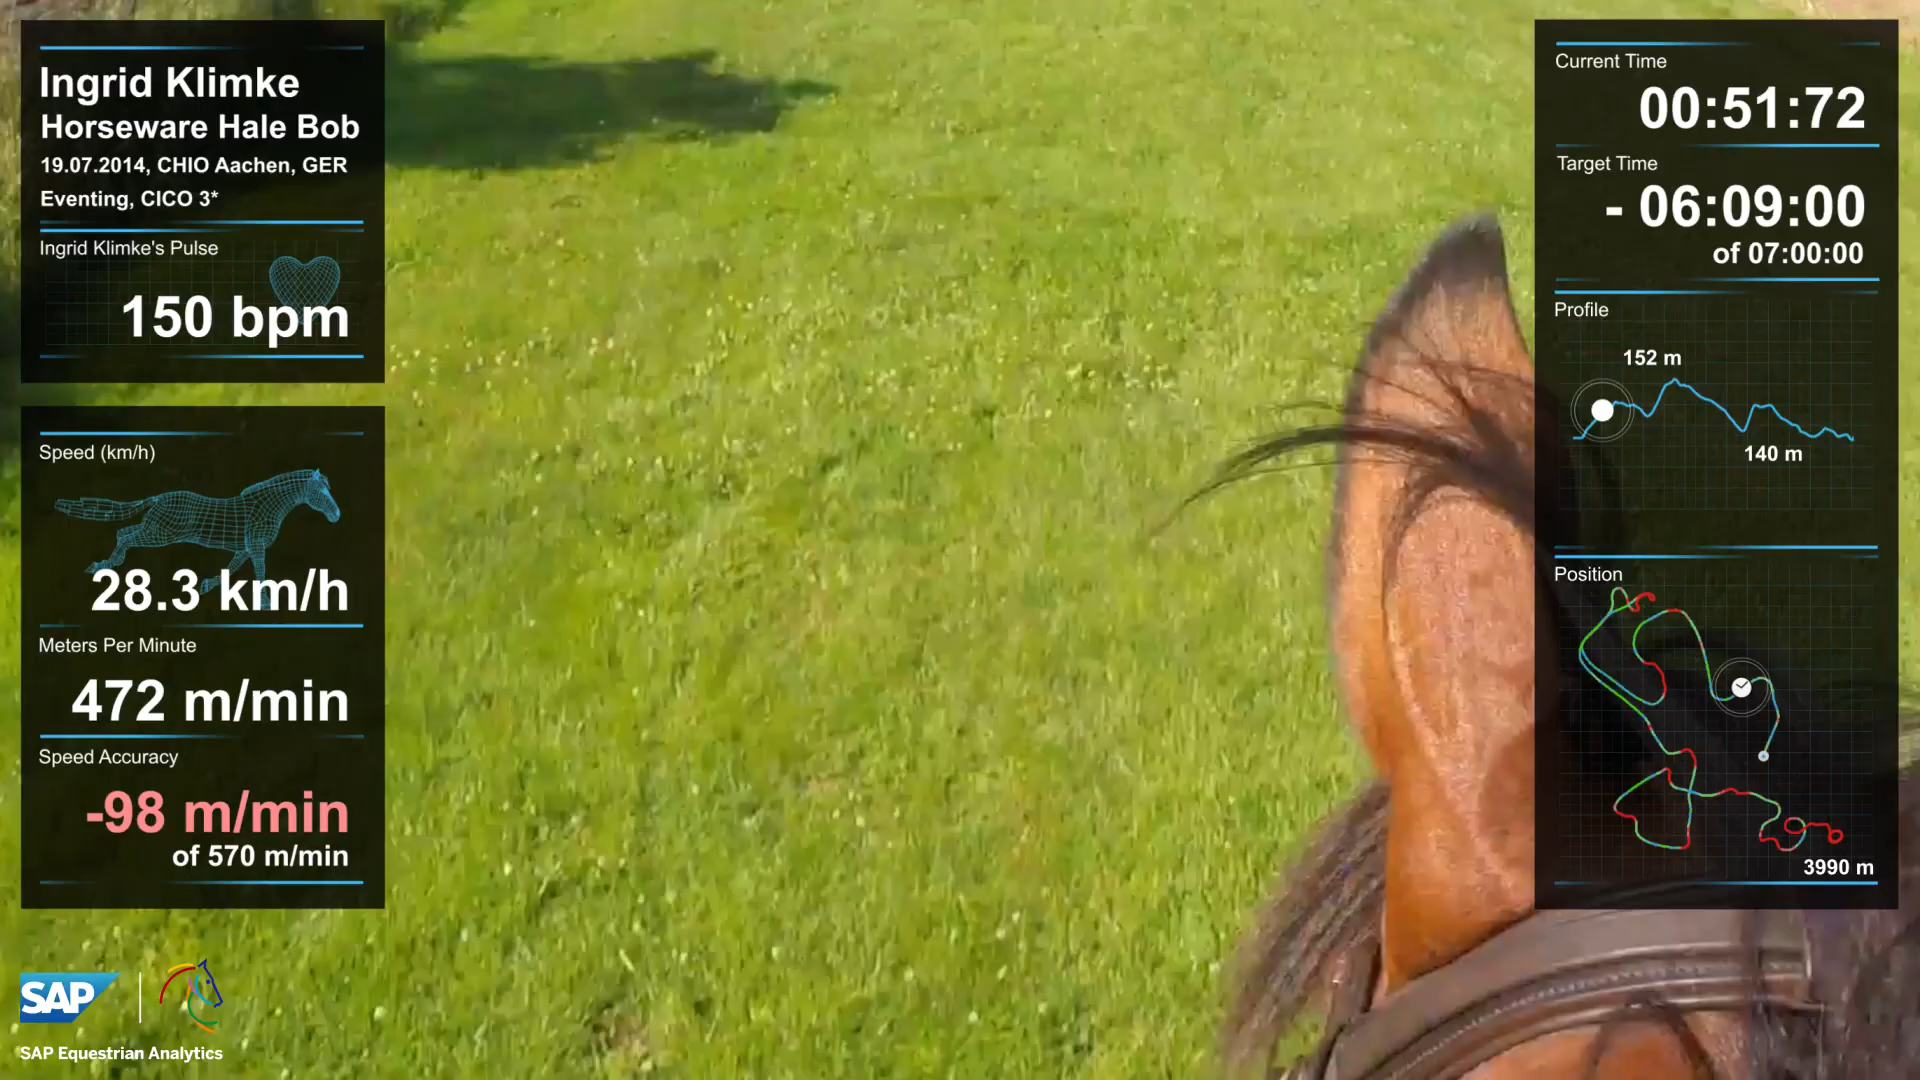 Ingrid Klimke
Horseware Hale Bob
19.07.2014, CHIO Aachen, GER
Eventing, CICO 3*
Ingrid Klimke's Pulse
150 bpm
Speed (km/h)
28.3 km/h
Meters Per Minute
472 m/min
Speed Accuracy
-98 m/min
of 570 m/min
SAP
SAP Equestrian Analytics
Current Time
00:51:72
Target Time
- 06:09:00
of 07:00:00
Profile
152 m
140 m
Position
3990 m